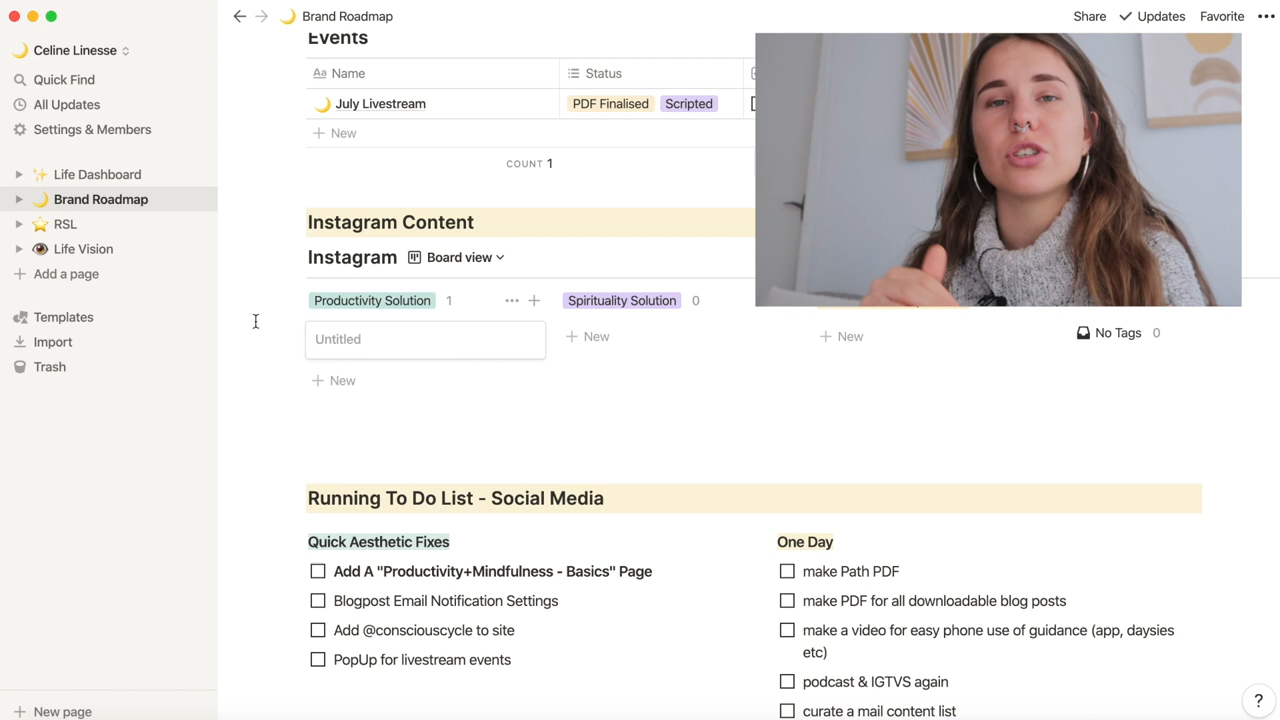 Brand Roadmap
Share
Updates
Favorite
Celine Linesse
Quick Find
All Updates
Settings & Members
Life Dashboard
Brand Roadmap
RSL
Life Vision
+ Add a page
Templates
Import
Trash
+ New page
Events
Aa Name
Status
July Livestream
PDF Finalised
Scripted
+ New
COUNT 1
Instagram Content
Instagram
Board view
Productivity Solution 1
Spirituality Solution 0
No Tags 0
Untitled
+ New
+ New
+ New
Running To Do List - Social Media
Quick Aesthetic Fixes
Add A "Productivity+Mindfulness - Basics" Page
Blogpost Email Notification Settings
Add @consciouscycle to site
PopUp for livestream events
One Day
make Path PDF
make PDF for all downloadable blog posts
make a video for easy phone use of guidance (app, daysies
etc)
podcast & IGTVS again
curate a mail content list
?